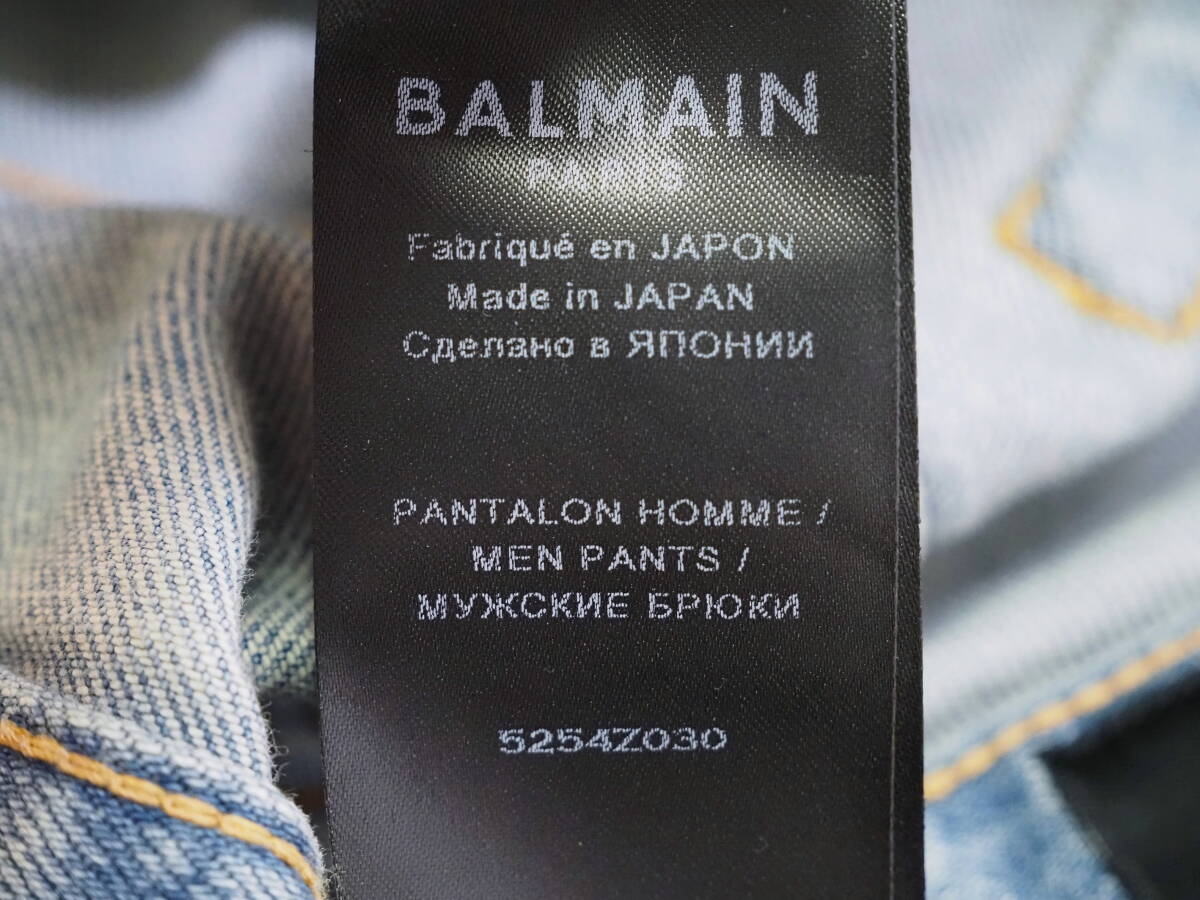 BALMAIN
PARIS
Fabriqué en JAPON
Made in JAPAN
Сделано в ЯПОНИИ
PANTALON HOMME /
MEN PANTS /
МУЖСКИЕ БРЮКИ
5254Z030